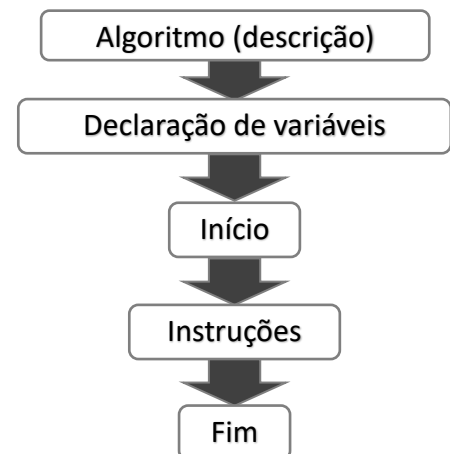 Algoritmo (descrição)
Declaração de variáveis
Início
Instruções
Fim